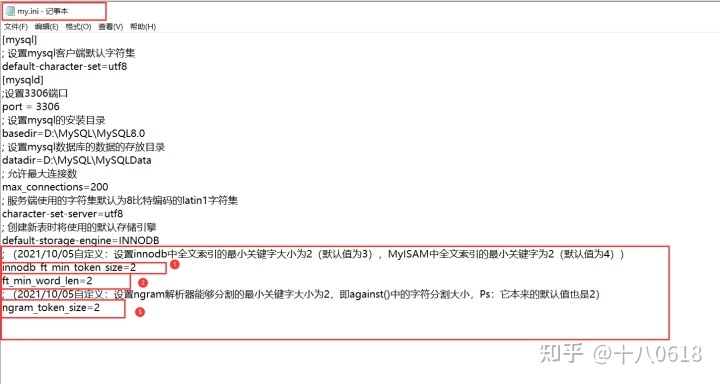 my.ini - 记事本
文件(F) 编辑(E) 格式(O) 查看(V) 帮助(H)
[mysql]
; 设置mysql客户端默认字符集
default-character-set=utf8
[mysqld]
;设置3306端口
port = 3306
; 设置mysql的安装目录
basedir=D:\MySQL\MySQL8.0
; 设置mysql数据库的数据的存放目录
datadir=D:\MySQL\MySQLData
; 允许最大连接数
max_connections=200
; 服务端使用的字符集默认为8比特编码的latin1字符集
character-set-server=utf8
; 创建新表时将使用的默认存储引擎
default-storage-engine=INNODB
; （2021/10/05自定义：设置innodb中全文索引的最小关键字大小为2（默认值为3），MyISAM中全文索引的最小关键字为2（默认值为4））
innodb_ft_min_token_size=2 1
ft_min_word_len=2 2
; （2021/10/05自定义：设置ngram解析器能够分割的最小关键字大小为2，即against()中的字符分割大小，Ps：它本来的默认值也是2）
ngram_token_size=2 3
知乎 @十八0618